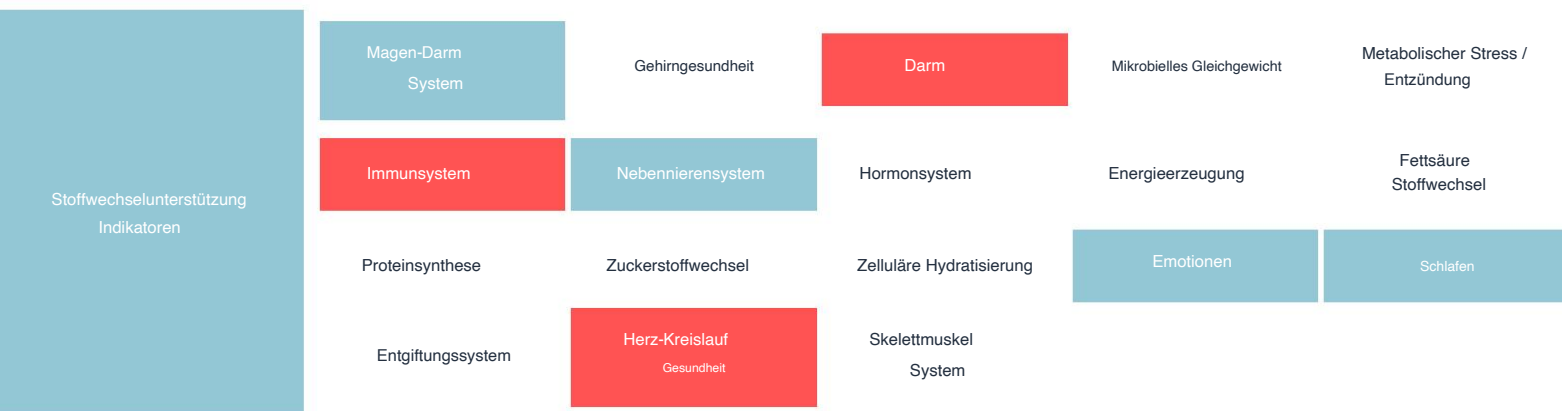 Stoffwechselunterstützung
Indikatoren
Magen-Darm
System
Gehirngesundheit
Darm
Mikrobielles Gleichgewicht
Metabolischer Stress /
Entzündung
Immunsystem
Nebennierensystem
Hormonsystem
Energieerzeugung
Fettsäure
Stoffwechsel
Proteinsynthese
Zuckerstoffwechsel
Zelluläre Hydratisierung
Emotionen
Schlafen
Entgiftungssystem
Herz-Kreislauf
Gesundheit
Skelettmuskel
System